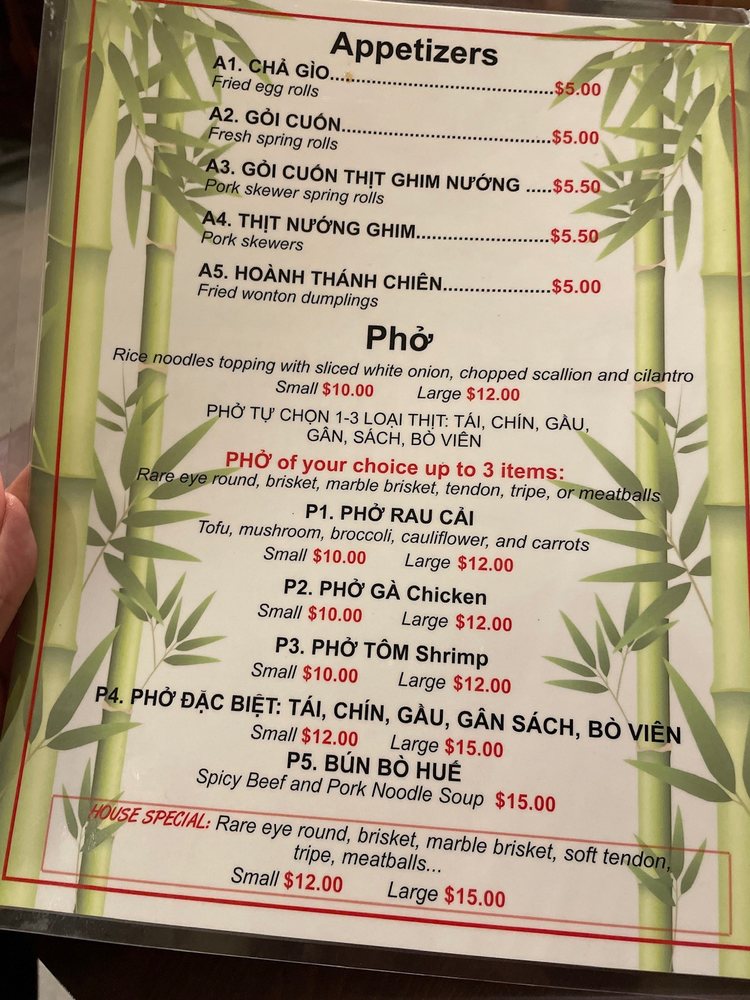 Appetizers
A1. CHẢ GÌO..........................................$5.00
Fried egg rolls
A2. GỎI CUỐN.......................................$5.00
Fresh spring rolls
A3. GỎI CUỐN THỊT GHIM NƯỚNG .....$5.50
Pork skewer spring rolls
A4. THỊT NƯỚNG GHIM.........................$5.50
Pork skewers
A5. HOÀNH THÁNH CHIÊN....................$5.00
Fried wonton dumplings
Phở
Rice noodles topping with sliced white onion, chopped scallion and cilantro
Small $10.00 Large $12.00
PHỞ TỰ CHỌN 1-3 LOẠI THỊT: TÁI, CHÍN, GẦU,
GÂN, SÁCH, BÒ VIÊN
PHỞ of your choice up to 3 items:
Rare eye round, brisket, marble brisket, tendon, tripe, or meatballs
P1. PHỞ RAU CẢI
Tofu, mushroom, broccoli, cauliflower, and carrots
Small $10.00 Large $12.00
P2. PHỞ GÀ Chicken
Small $10.00 Large $12.00
P3. PHỞ TÔM Shrimp
Small $10.00 Large $12.00
P4. PHỞ ĐẶC BIỆT: TÁI, CHÍN, GẦU, GÂN SÁCH, BÒ VIÊN
Small $12.00 Large $15.00
P5. BÚN BÒ HUẾ
Spicy Beef and Pork Noodle Soup $15.00
HOUSE SPECIAL: Rare eye round, brisket, marble brisket, soft tendon,
tripe, meatballs...
Small $12.00 Large $15.00